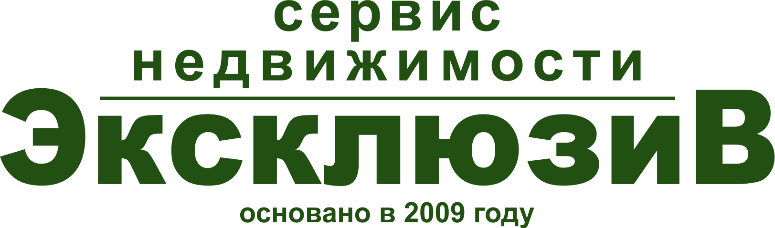 сервис
недвижимости
ЭксклюзиВ
основано в 2009 году